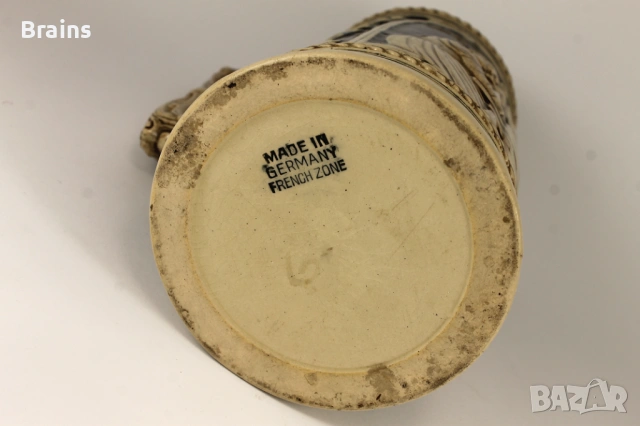 Brains
MADE IN
GERMANY
FRENCH ZONE
BAZAR